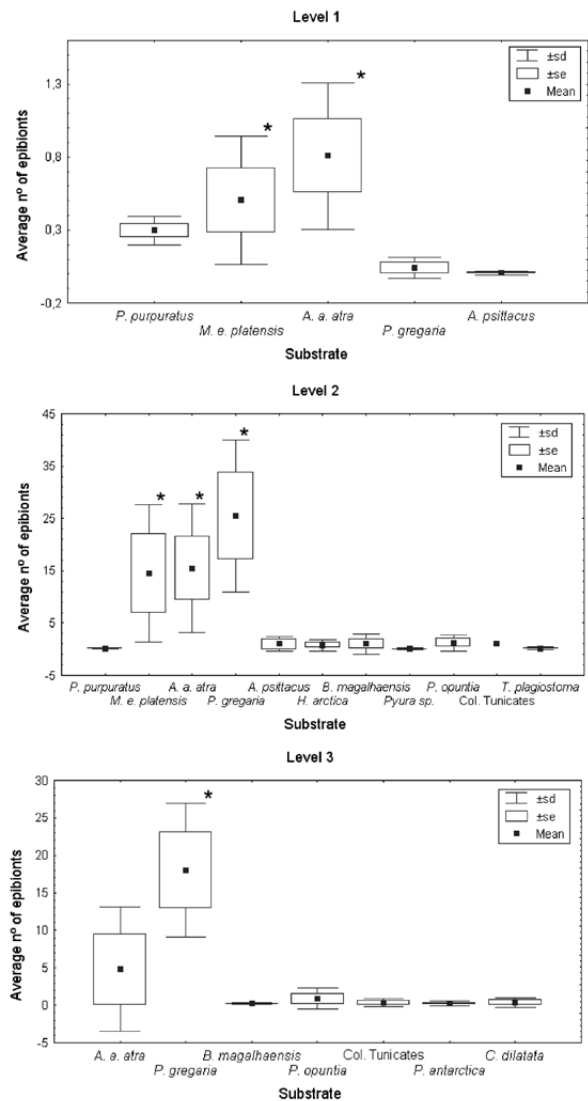 Level 1
±sd
±se
Mean
Average nº of epibionts
1,3
0,8
0,3
-0,2
*
*
P. purpuratus
A. a. atra
A. psittacus
M. e. platensis
P. gregaria
Substrate
Level 2
±sd
±se
Mean
Average nº of epibionts
45
35
25
15
5
-5
*
*
*
P. purpuratus
A. a. atra
A. psittacus
B. magalhaensis
P. opuntia
T. plagiostoma
M. e. platensis
P. gregaria
H. arctica
Pyura sp.
Col. Tunicates
Substrate
Level 3
±sd
±se
Mean
Average nº of epibionts
30
25
20
15
10
5
0
-5
*
A. a. atra
B. magalhaensis
Col. Tunicates
C. dilatata
P. gregaria
P. opuntia
P. antarctica
Substrate